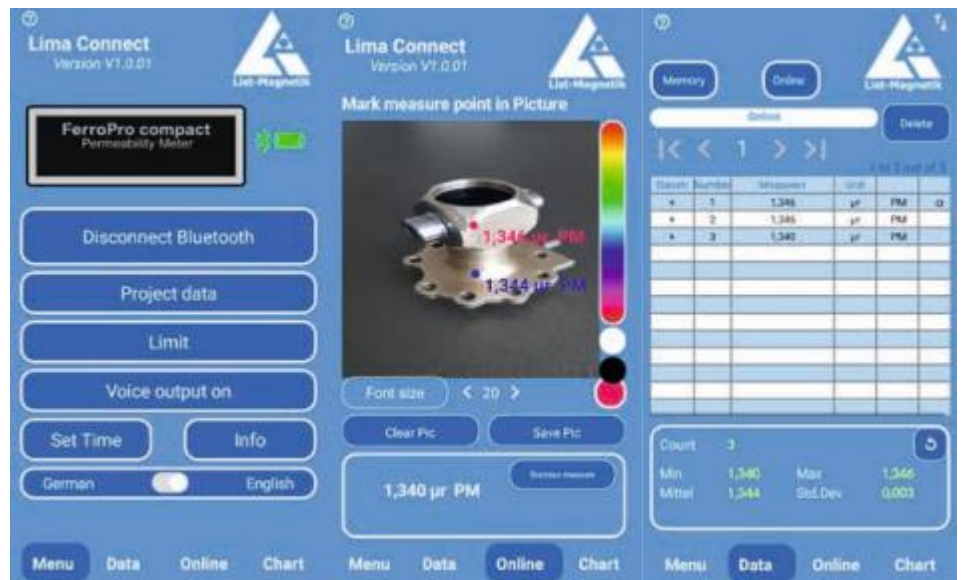 Lima Connect
Version V1.0.01
List-Magnetik
FerroPro compact
Permeability Meter
Disconnect Bluetooth
Project data
Limit
Voice output on
Set Time
Info
German
English
Menu Data Online Chart
Lima Connect
Version V1.0.01
List-Magnetik
Mark measure point in Picture
1,346 µr PM
1,344 µr PM
Font size < 20 >
Clear Pic
Save Pic
1,340 µr PM
Menu Data Online Chart
List-Magnetik
Memory
Online
Online
Delete
|< < 1 > >|
Datum Number Messwert Unit
+ 1 1,346 µr PM
+ 2 1,346 µr PM
+ 3 1,340 µr PM
Count 3
Min 1,340 Max 1,346
Mittel 1,344 Std.Dev 0,003
Menu Data Online Chart